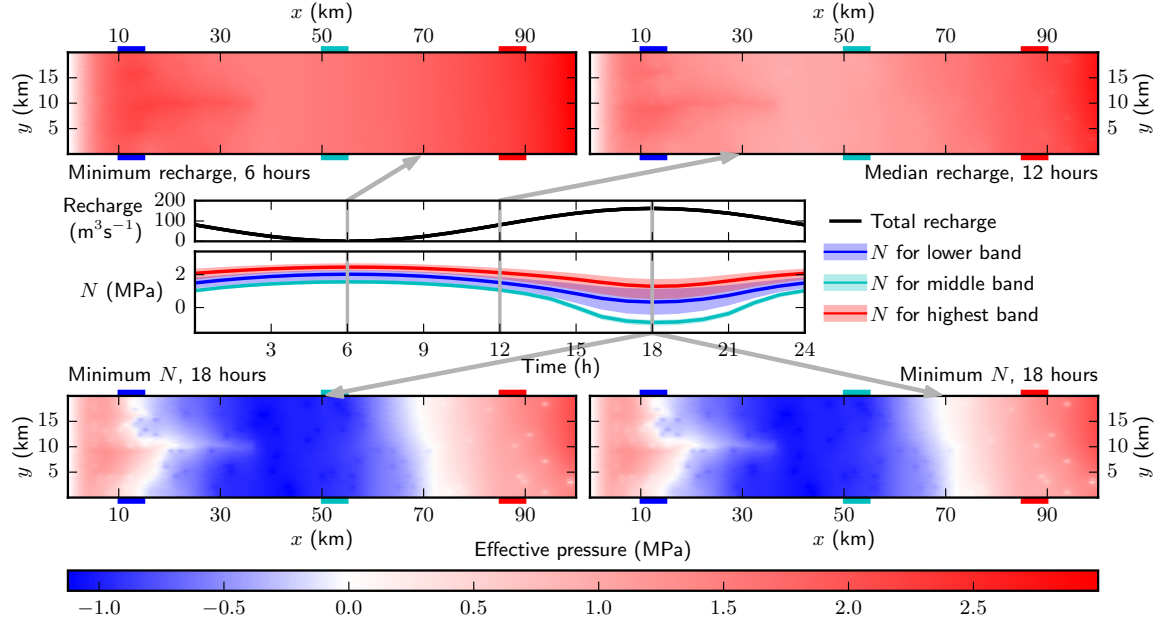 x (km) x (km)
10 30 50 70 90 10 30 50 70 90
y (km) 5 10 15 5 10 15 y (km)
Minimum recharge, 6 hours Median recharge, 12 hours
Recharge (m³s⁻¹) 0 100 200
N (MPa) 0 2
3 6 9 12 15 18 21 24
Time (h)
Total recharge
N for lower band
N for middle band
N for highest band
Minimum N, 18 hours Minimum N, 18 hours
y (km) 5 10 15 5 10 15 y (km)
10 30 50 70 90 10 30 50 70 90
x (km) x (km)
Effective pressure (MPa)
−1.0 −0.5 0.0 0.5 1.0 1.5 2.0 2.5